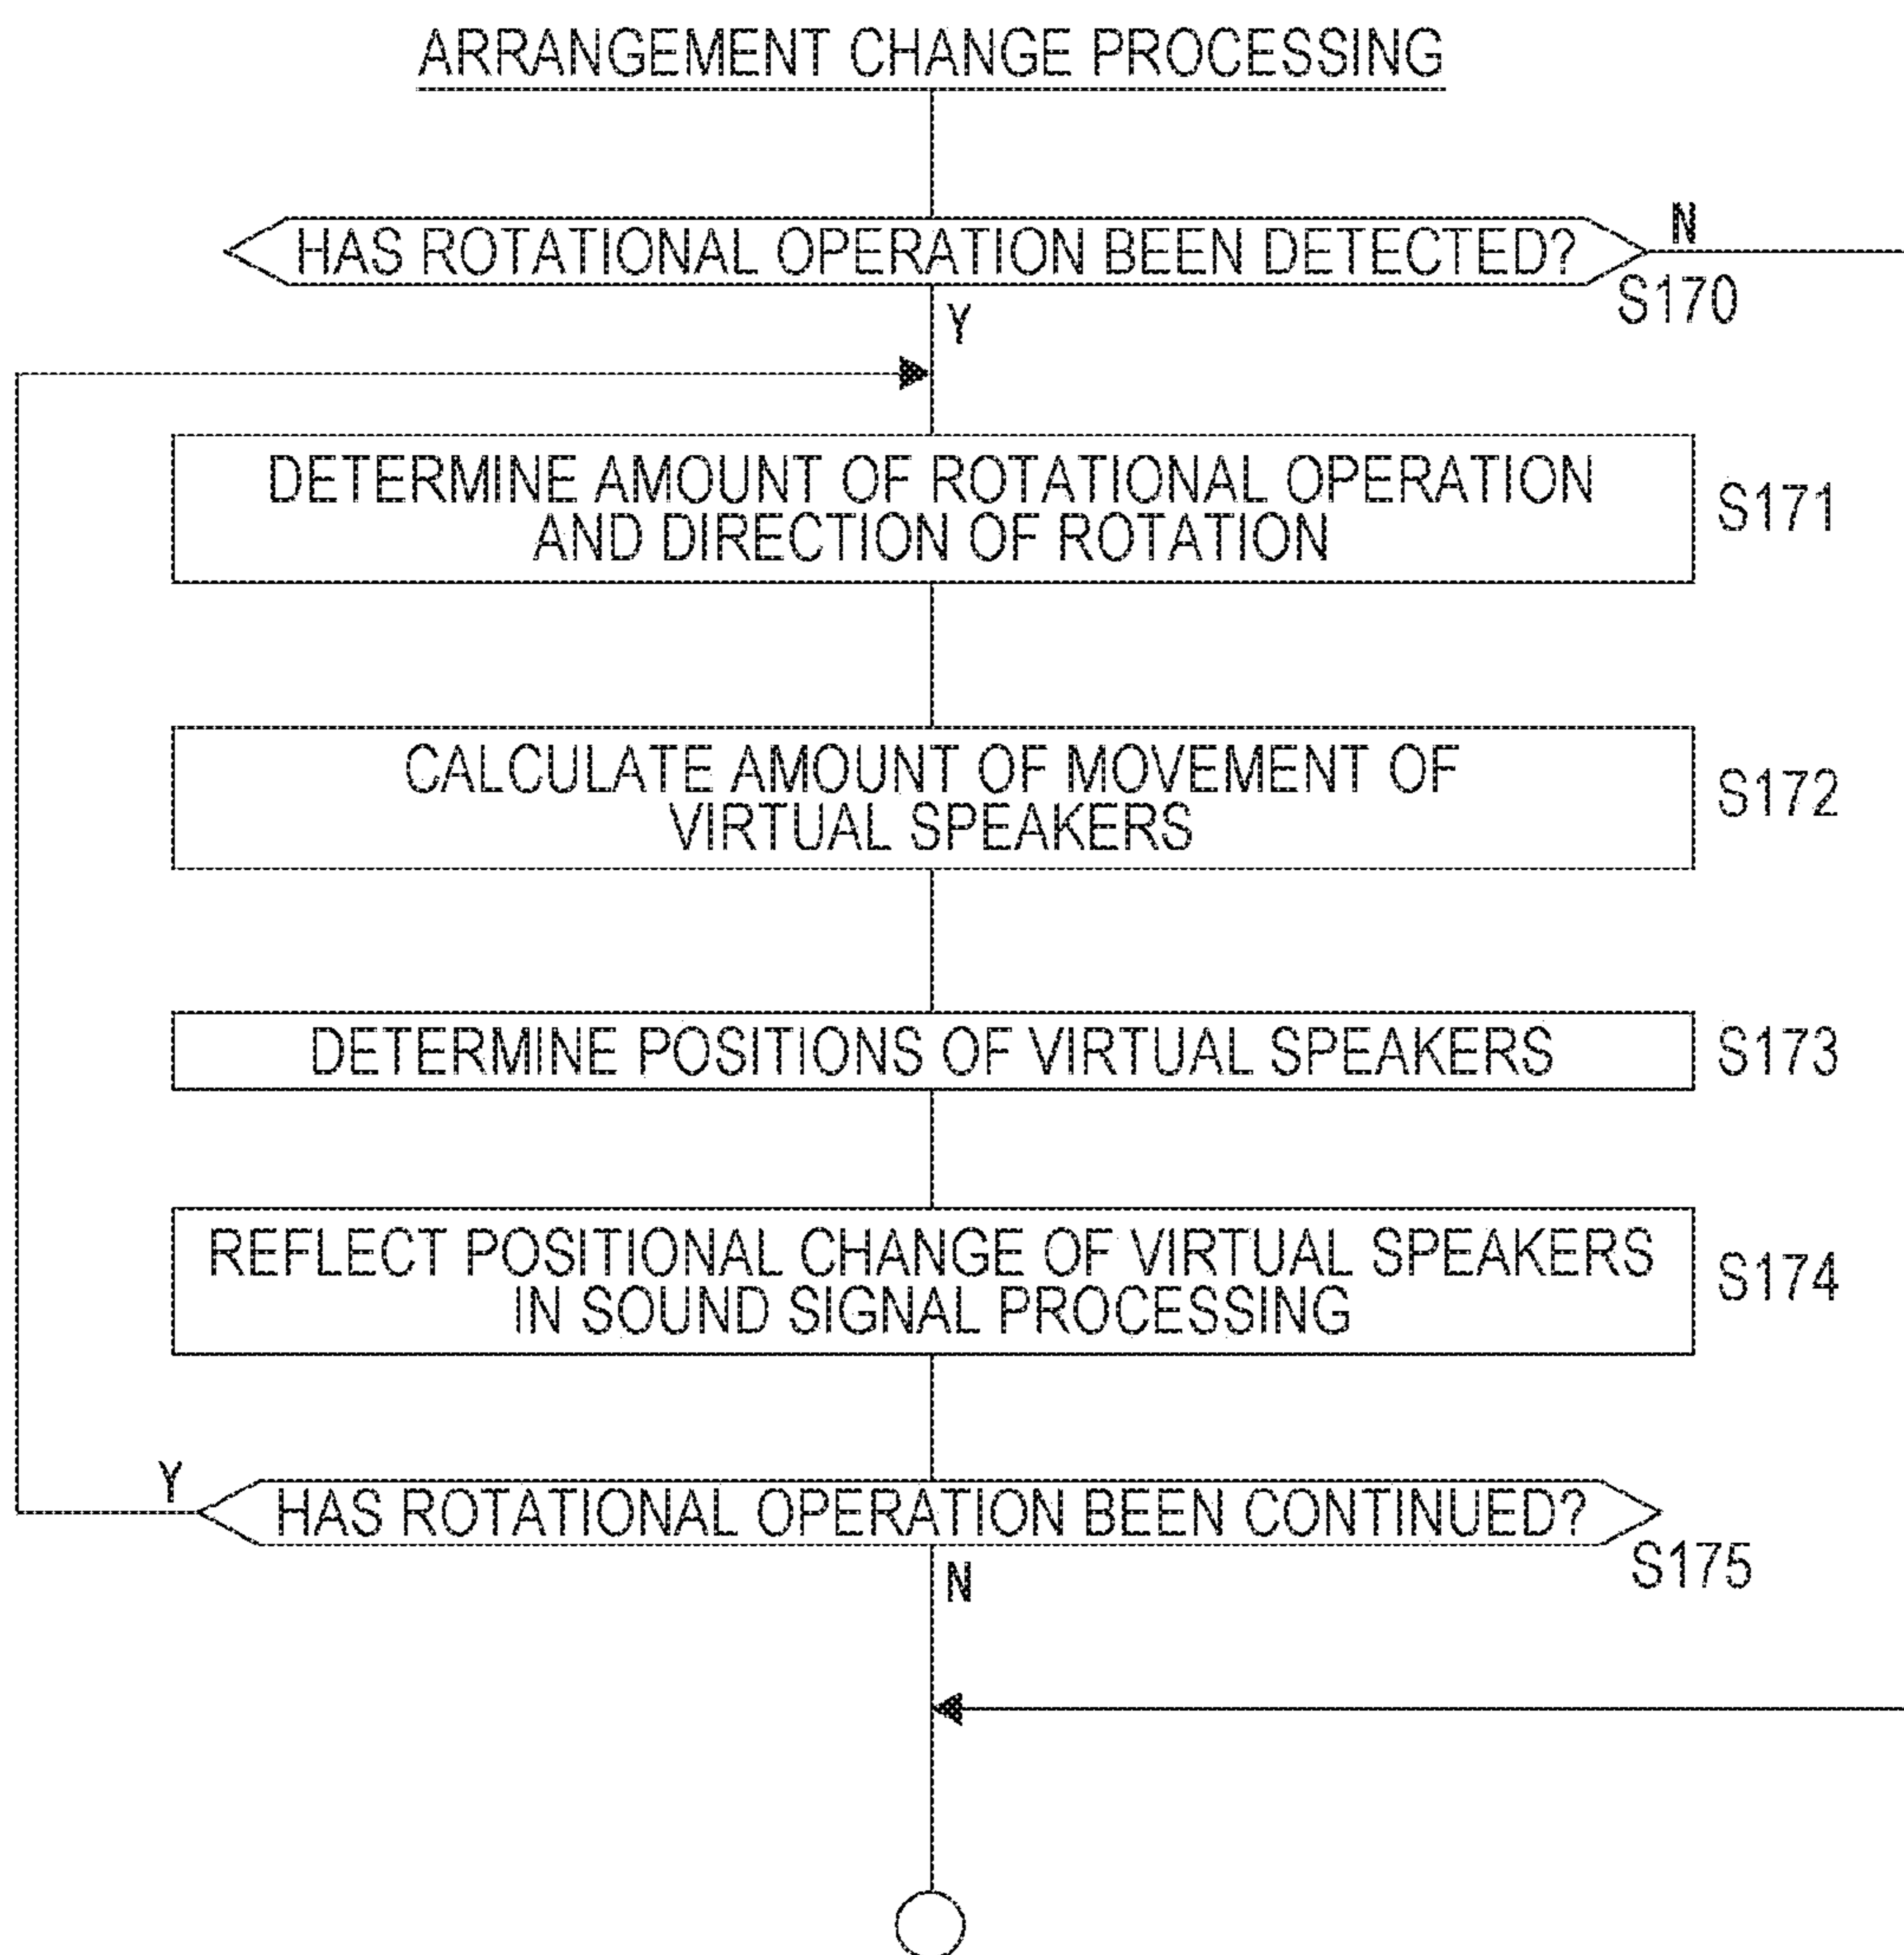 ARRANGEMENT CHANGE PROCESSING
HAS ROTATIONAL OPERATION BEEN DETECTED?
N
S170
Y
DETERMINE AMOUNT OF ROTATIONAL OPERATION
AND DIRECTION OF ROTATION
S171
CALCULATE AMOUNT OF MOVEMENT OF
VIRTUAL SPEAKERS
S172
DETERMINE POSITIONS OF VIRTUAL SPEAKERS
S173
REFLECT POSITIONAL CHANGE OF VIRTUAL SPEAKERS
IN SOUND SIGNAL PROCESSING
S174
Y
HAS ROTATIONAL OPERATION BEEN CONTINUED?
S175
N